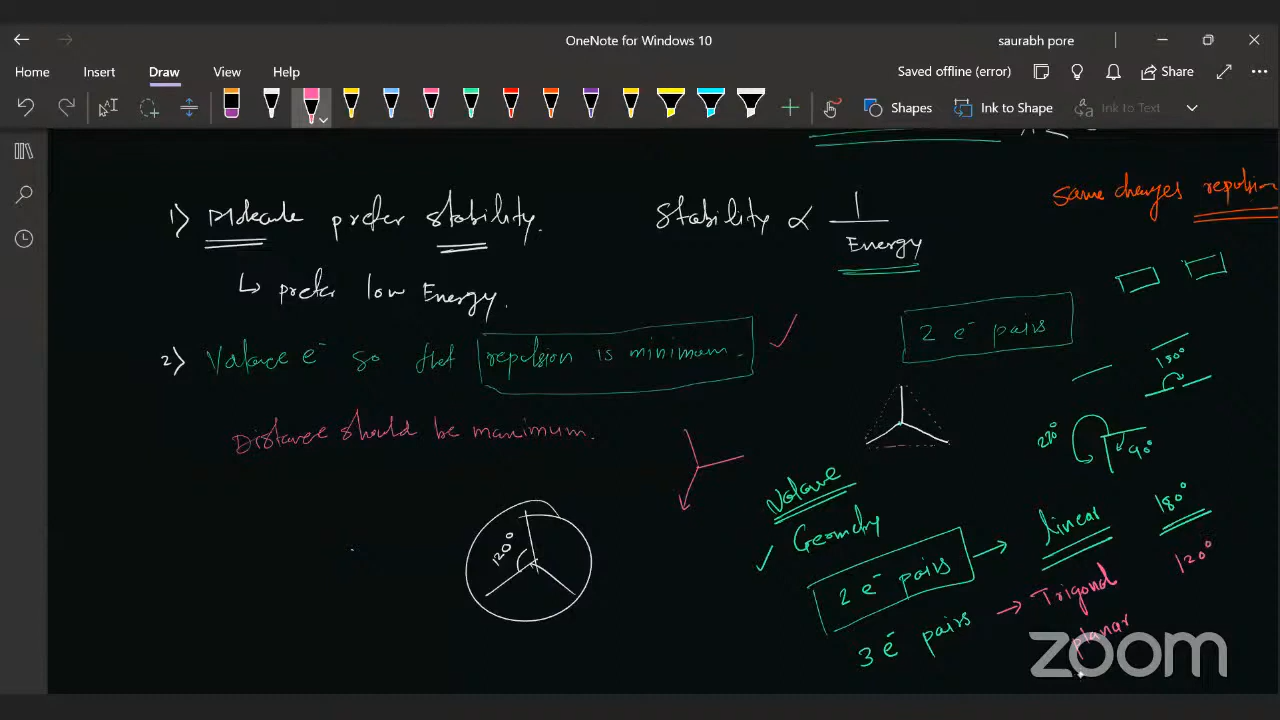 OneNote for Windows 10
saurabh pore
Home Insert Draw View Help
Saved offline (error)
Share
Shapes
Ink to Shape
Ink to Text
same charges repulsion
1) Molecule prefer stability.
Stability ∝ 1 / Energy
↳ prefer low Energy.
2 e⁻ pairs
2) Valance e⁻ so that repulsion is minimum. ✓
180°
Distance should be maximum.
270°
90°
Valance
✓ Geometry
2 e⁻ pairs → linear 180°
120°
3 e⁻ pairs → Trigonal planar 120°
zoom